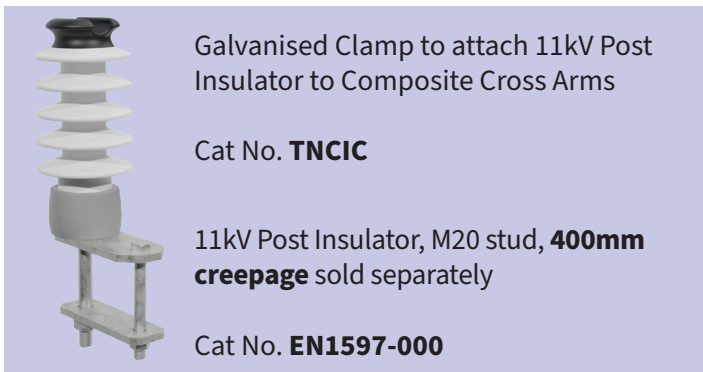 Galvanised Clamp to attach 11kV Post
Insulator to Composite Cross Arms
Cat No. TNCIC
11kV Post Insulator, M20 stud, 400mm
creepage sold separately
Cat No. EN1597-000